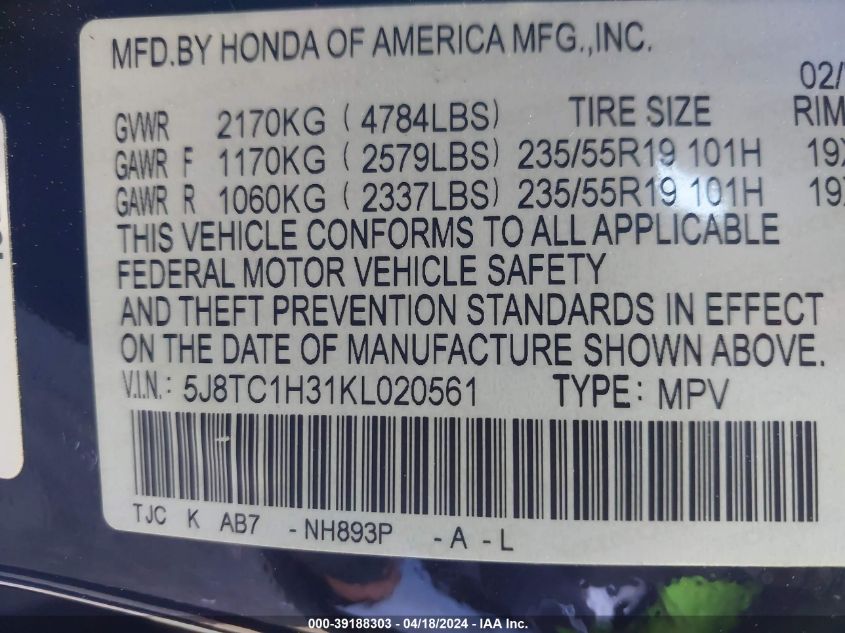 MFD.BY HONDA OF AMERICA MFG.,INC.
02/
GVWR 2170KG ( 4784LBS) TIRE SIZE RIM
GAWR F 1170KG ( 2579LBS) 235/55R19 101H 19X
GAWR R 1060KG ( 2337LBS) 235/55R19 101H 19X
THIS VEHICLE CONFORMS TO ALL APPLICABLE
FEDERAL MOTOR VEHICLE SAFETY
AND THEFT PREVENTION STANDARDS IN EFFECT
ON THE DATE OF MANUFACTURE SHOWN ABOVE.
V.I.N.: 5J8TC1H31KL020561 TYPE: MPV
TJC K AB7 -NH893P -A -L
000-39188303 - 04/18/2024 - IAA Inc.